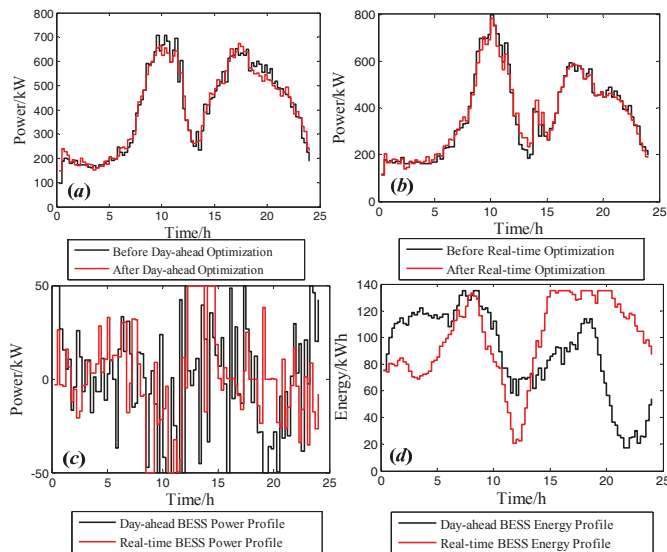 800
700
600
500
400
300
200
100
0
Power/kW
(a)
0 5 10 15 20 25
Time/h
Before Day-ahead Optimization
After Day-ahead Optimization
800
600
400
200
0
Power/kW
(b)
0 5 10 15 20 25
Time/h
Before Real-time Optimization
After Real-time Optimization
50
0
-50
Power/kW
(c)
0 5 10 15 20 25
Time/h
Day-ahead BESS Power Profile
Real-time BESS Power Profile
140
120
100
80
60
40
20
0
Energy/kWh
(d)
0 5 10 15 20 25
Time/h
Day-ahead BESS Energy Profile
Real-time BESS Energy Profile